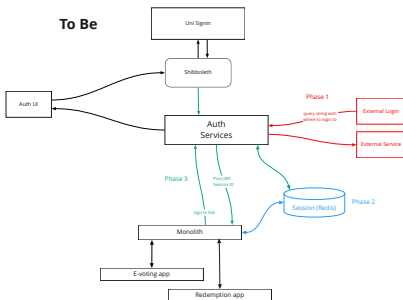 To Be
Uni Signin
Shibboleth
Auth UI
Auth
Services
Phase 1
query string with
where to login to
External Login
External Service
Phase 3
Pass JWT
Session ID
Session (Redis)
Phase 2
sign-in link
Monolith
E-voting app
Redemption app